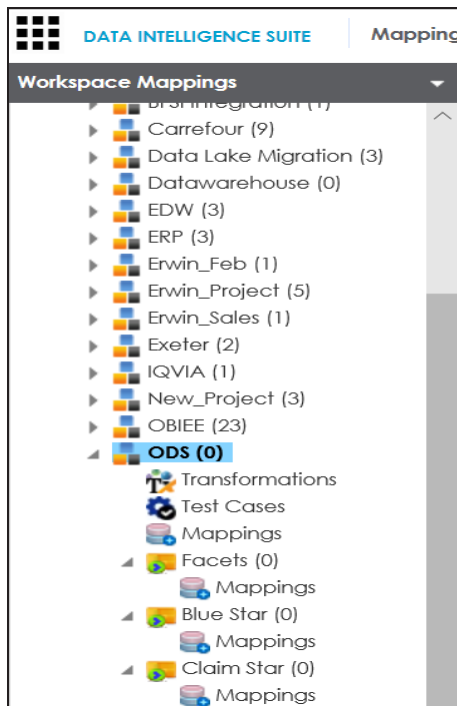 DATA INTELLIGENCE SUITE
Mapping
Workspace Mappings
Carrefour (9)
Data Lake Migration (3)
Datawarehouse (0)
EDW (3)
ERP (3)
Erwin_Feb (1)
Erwin_Project (5)
Erwin_Sales (1)
Exeter (2)
IQVIA (1)
New_Project (3)
OBIEE (23)
ODS (0)
Transformations
Test Cases
Mappings
Facets (0)
Mappings
Blue Star (0)
Mappings
Claim Star (0)
Mappings